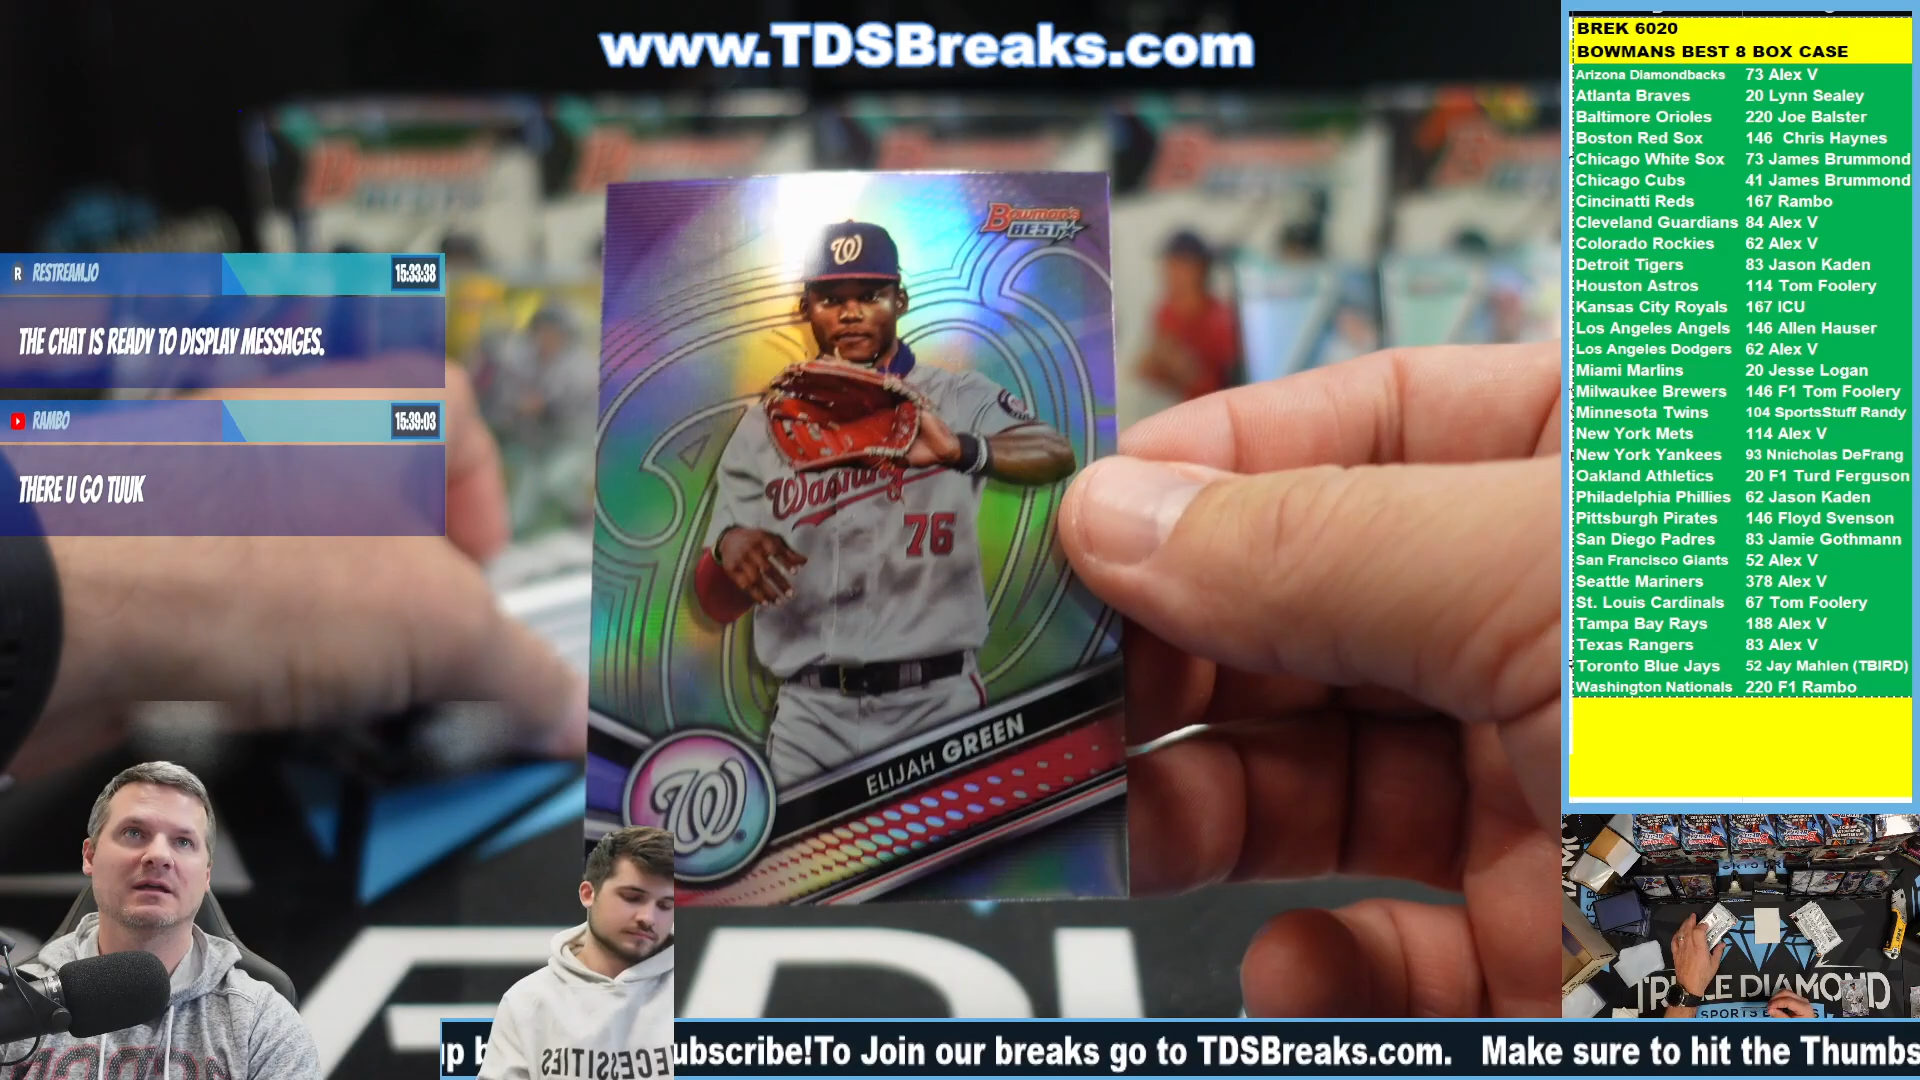 www.TDSBreaks.com
BREK 6020
BOWMANS BEST 8 BOX CASE
Arizona Diamondbacks 73 Alex V
Atlanta Braves 20 Lynn Sealey
Baltimore Orioles 220 Joe Balster
Boston Red Sox 146 Chris Haynes
Chicago White Sox 73 James Brummond
Chicago Cubs 41 James Brummond
Cincinatti Reds 167 Rambo
Cleveland Guardians 84 Alex V
Colorado Rockies 62 Alex V
Detroit Tigers 83 Jason Kaden
Houston Astros 114 Tom Foolery
Kansas City Royals 167 ICU
Los Angeles Angels 146 Allen Hauser
Los Angeles Dodgers 62 Alex V
Miami Marlins 20 Jesse Logan
Milwaukee Brewers 146 F1 Tom Foolery
Minnesota Twins 104 SportsStuff Randy
New York Mets 114 Alex V
New York Yankees 93 Nnicholas DeFrang
Oakland Athletics 20 F1 Turd Ferguson
Philadelphia Phillies 62 Jason Kaden
Pittsburgh Pirates 146 Floyd Svenson
San Diego Padres 83 Jamie Gothmann
San Francisco Giants 52 Alex V
Seattle Mariners 378 Alex V
St. Louis Cardinals 67 Tom Foolery
Tampa Bay Rays 188 Alex V
Texas Rangers 83 Alex V
Toronto Blue Jays 52 Jay Mahlen (TBIRD)
Washington Nationals 220 F1 Rambo
R RESTREAM.IO 15:33:38
THE CHAT IS READY TO DISPLAY MESSAGES.
RAMBO 15:39:03
THERE U GO TUUK
Bowman's
BEST
W
Washing
76
ELIJAH GREEN
W
TRIPLE DIAMOND
SPORTS BREAKS
NECESSITIES
ubscribe!To Join our breaks go to TDSBreaks.com. Make sure to hit the Thumbs